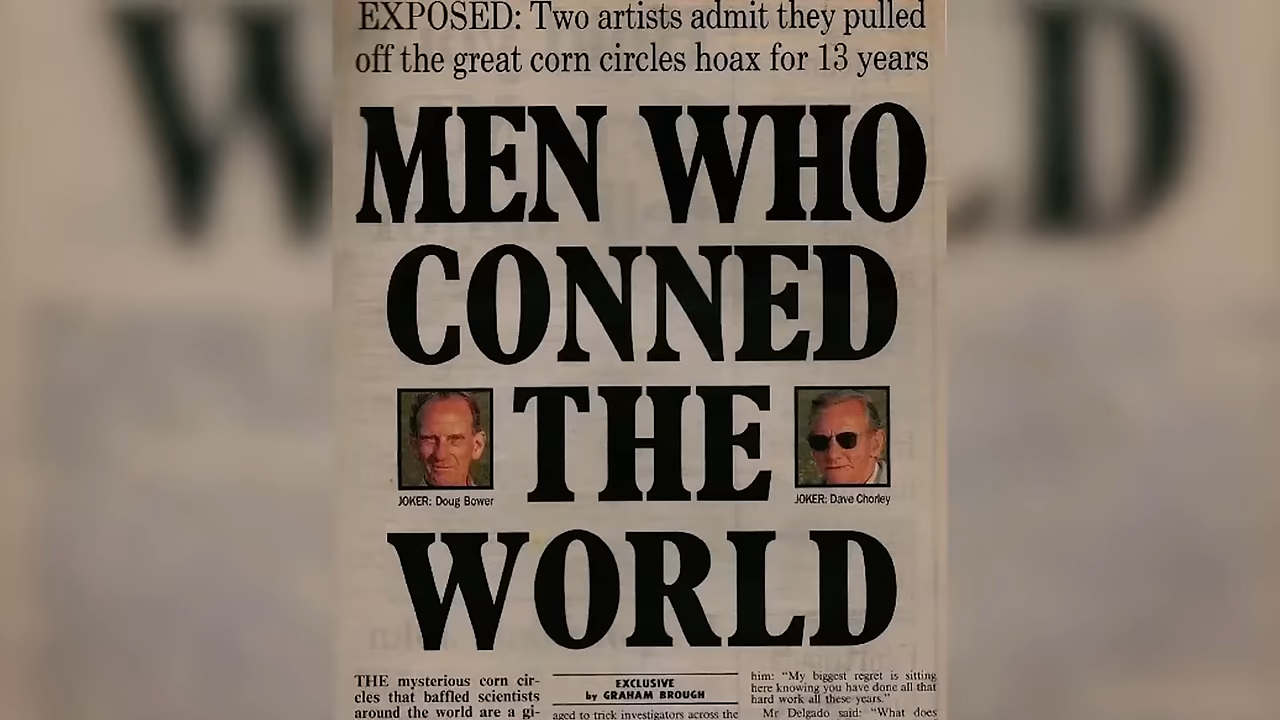 EXPOSED: Two artists admit they pulled
off the great corn circles hoax for 13 years
MEN WHO
CONNED
THE
JOKER: Doug Bower
JOKER: Dave Chorley
WORLD
THE mysterious corn cir-
cles that baffled scientists
around the world are a gi-
EXCLUSIVE
by GRAHAM BROUGH
aged to trick investigators across the
him: “My biggest regret is sitting
here knowing you have done all that
hard work all these years.”
Mr Delgado said: “What does